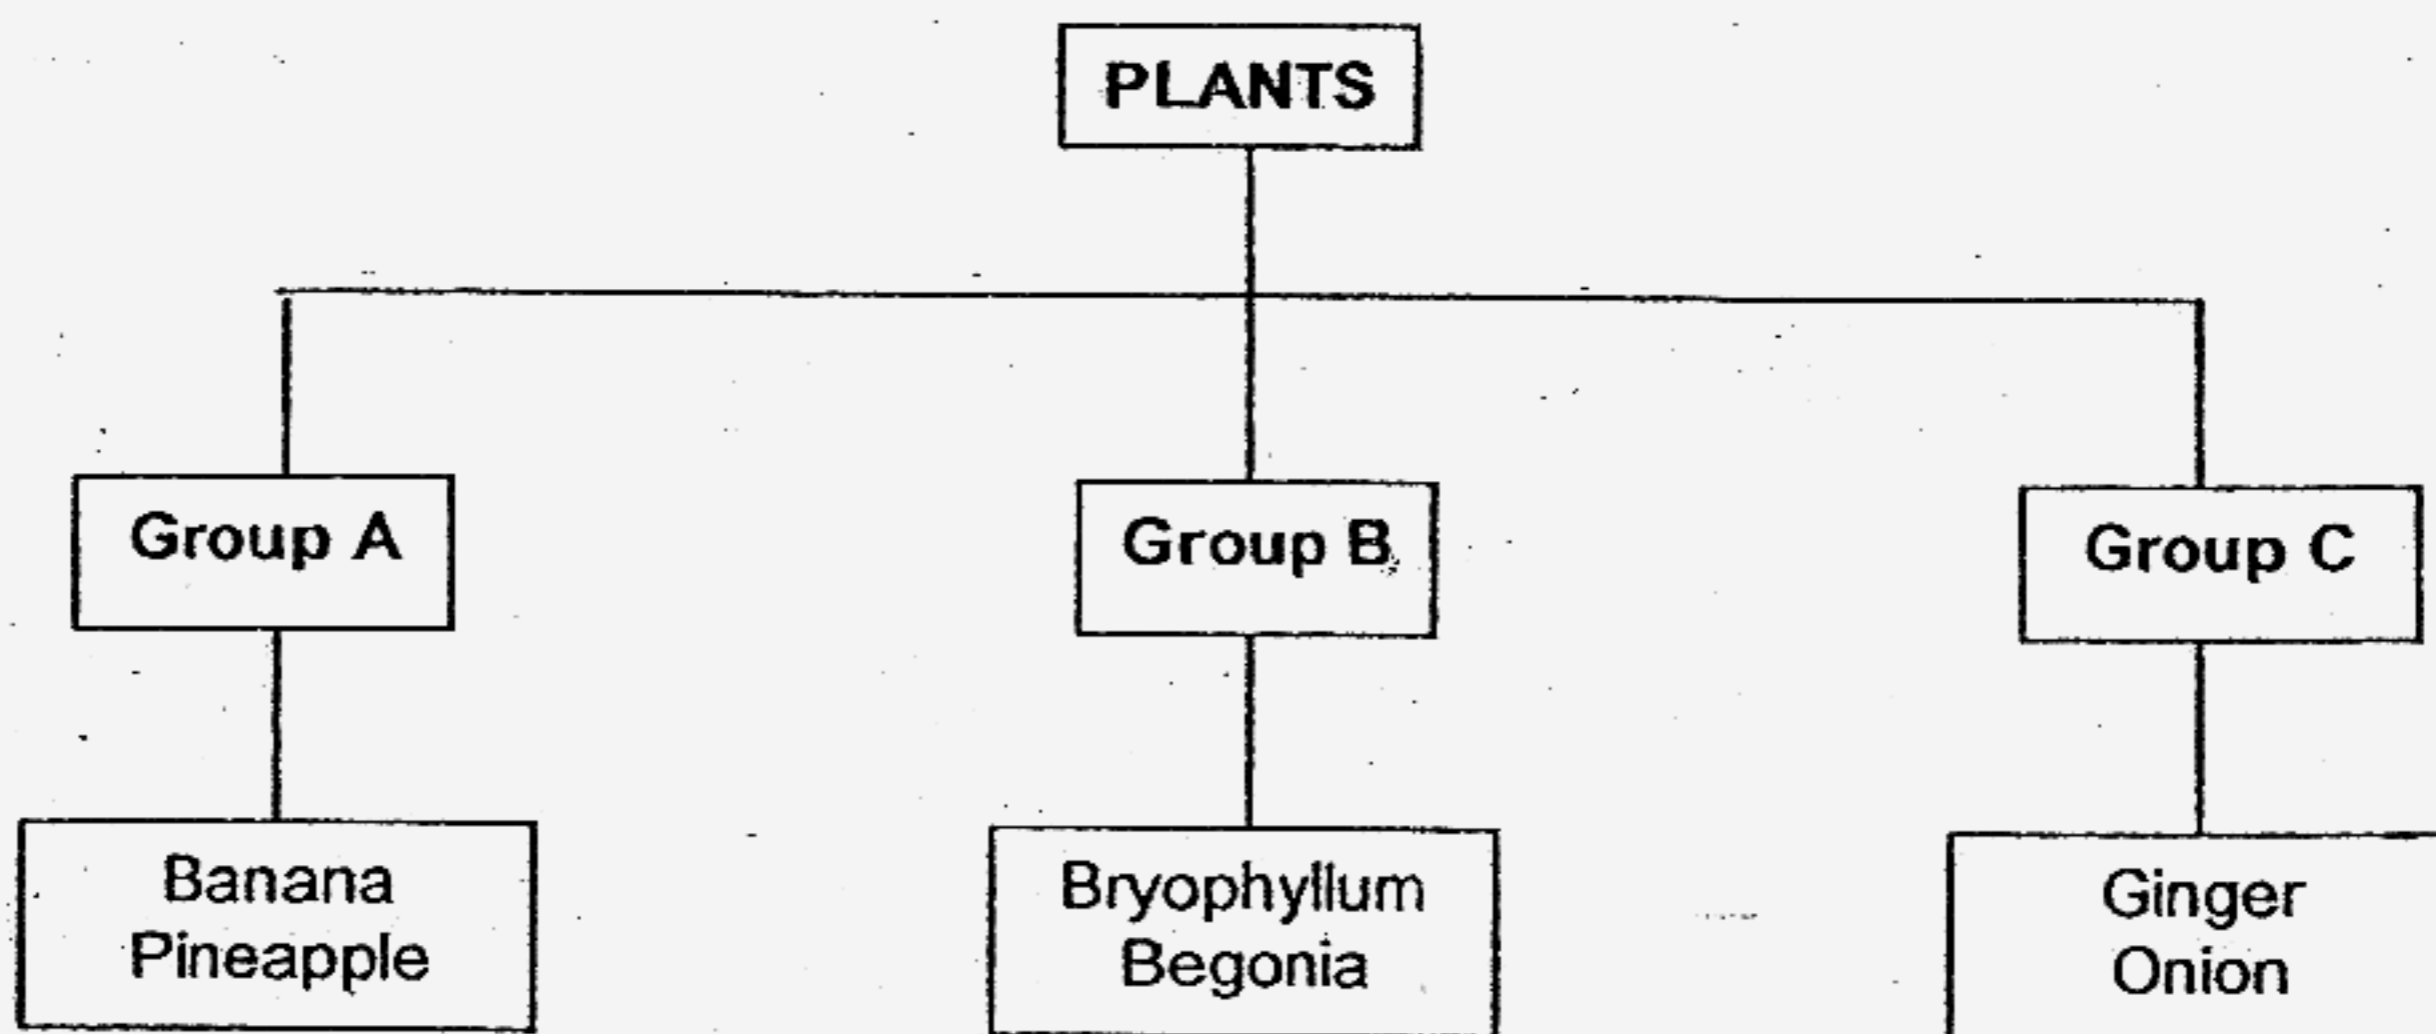 PLANTS
Group A
Group B
Group C
Banana
Pineapple
Bryophyllum
Begonia
Ginger
Onion